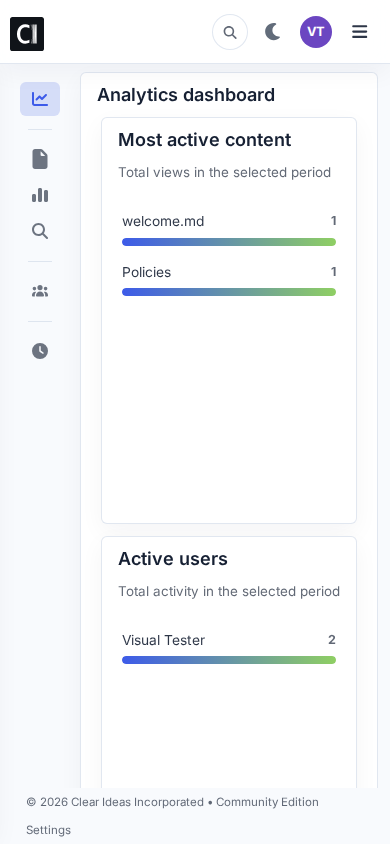 CI
VT
Analytics dashboard
Most active content
Total views in the selected period
welcome.md 1
Policies 1
Active users
Total activity in the selected period
Visual Tester 2
© 2026 Clear Ideas Incorporated • Community Edition
Settings